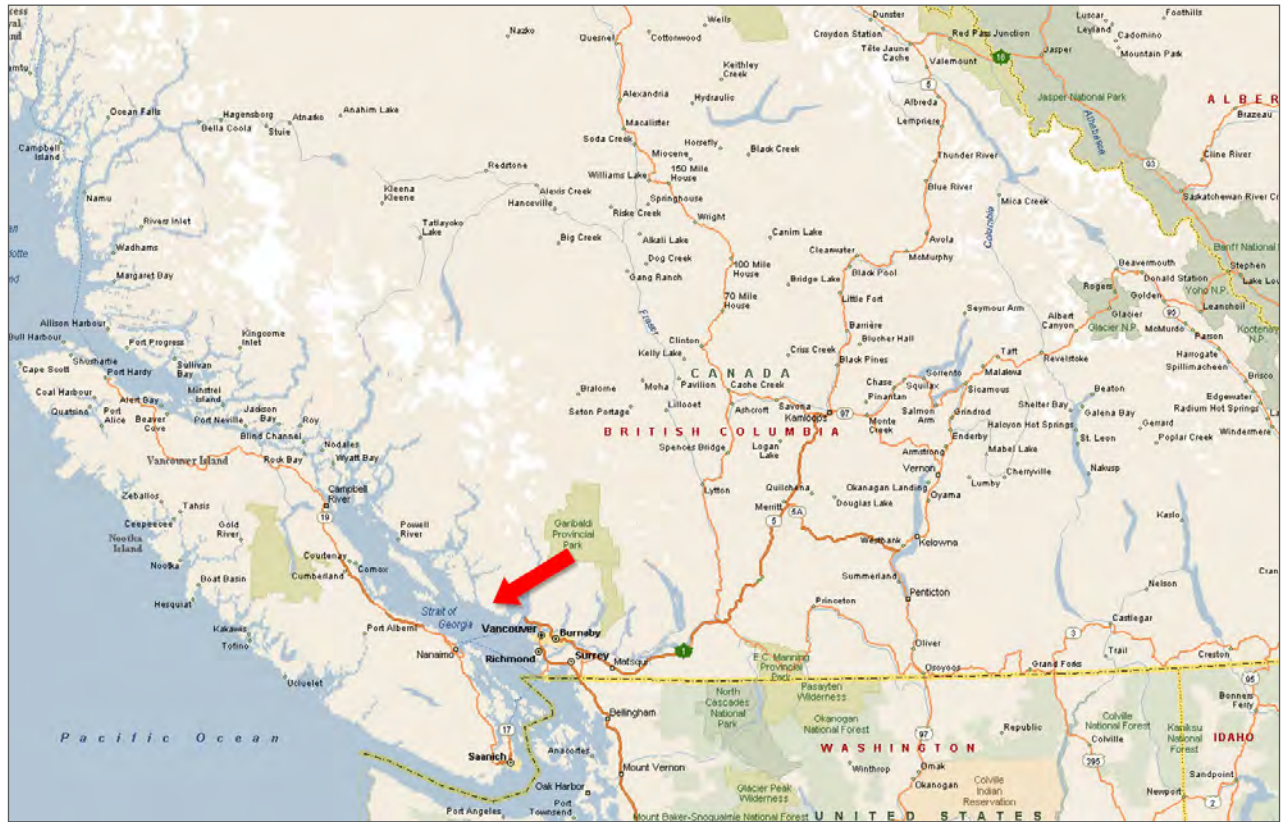 Wells
Dunster
Luscar
Foothills
Leyland
Cadomino
Nazko
Quesnel
Cottonwood
Croydon Station
Red Pass Junction
Tête Jaune
Cache
Valemount
16
Jasper
Mountain Park
Keithley
Creek
5
Jasper National Park
Alexandria
Hydraulic
Albreda
ALBER
Brazeau
Ocean Falls
Hagensborg
Atnarko
Anahim Lake
Bella Coola
Stuie
Macalister
Lempriere
Athabasca
Campbell
Island
Soda Creek
Horsefly
Miocene
Black Creek
Thunder River
Cline River
93
Redstone
Williams Lake
150 Mile
House
Namu
Kleena
Kleene
Alexis Creek
Hanceville
Springhouse
Blue River
Mica Creek
Saskatchewan River Cr
Rivers Inlet
Tatlayoko
Lake
Riske Creek
Wright
Columbia
Wadhams
Big Creek
Alkali Lake
Canim Lake
Avola
Banff National
Dog Creek
Clearwater
McMurphy
Margaret Bay
Gang Ranch
100 Mile
House
Bridge Lake
Black Pool
Beavermouth
Donald Station
Stephen
Lake Lou
70 Mile
House
Little Fort
Rogers
Golden
Yoho N.P.
Leanchoil
Allison Harbour
Fraser
Seymour Arm
Albert
Canyon
Glacier
Glacier N.P.
McMurdo
95
Parson
Kootenay
N.P.
Bull Harbour
Port Progress
Kingcome
Inlet
Clinton
Barrière
Blucher Hall
Shushartie
Kelly Lake
Criss Creek
Black Pines
Taft
Revelstoke
Harrogate
Spillimacheen
Cape Scott
Port Hardy
Sullivan
Bay
CANADA
Sorrento
Malakwa
Brisco
Coal Harbour
Alert Bay
Minstrel
Island
Bralorne
Moha
Pavilion
Cache Creek
Chase
Squilax
Pinantan
Sicamous
Beaton
Edgewater
Quatsino
Port
Alice
Beaver
Cove
Port Neville
Jackson
Bay
Roy
Seton Portage
Lillooet
Ashcroft
Savona
Kamloops
97
Salmon
Arm
Grindrod
Shelter Bay
Galena Bay
Radium Hot Springs
Blind Channel
BRITISH COLUMBIA
Monte
Creek
Halcyon Hot Springs
Gerrard
Windermere
Nodales
Spences Bridge
Logan
Lake
Enderby
St. Leon
Poplar Creek
Vancouver Island
Rock Bay
Wyatt Bay
Armstrong
Mabel Lake
Vernon
Cherryville
Nakusp
Zeballos
Campbell
River
Lytton
Quilchena
Okanagan Landing
Lumby
Tahsis
19
Merritt
Douglas Lake
Oyama
Ceepeecee
Gold
River
Powell
River
Garibaldi
Provincial
Park
5
5A
Kaslo
Nootka
Island
Westbank
Kelowna
Courtenay
Nootka
Cumberland
Comox
Summerland
Nelson
Cran
Boat Basin
Penticton
Hesquiat
Strait of
Georgia
Princeton
Castlegar
Kakawis
Tofino
Port Alberni
Vancouver
Burnaby
Oliver
3
Trail
Creston
Nanaimo
Richmond
Surrey
Matsqui
1
E.C. Manning
Provincial
Park
Osoyoos
Grand Forks
95
Ucluelet
North
Cascades
National
Park
Pasayten
Wilderness
Bonners
Ferry
Bellingham
Okanogan
National Forest
Republic
Colville
National Forest
Kaniksu
National
Forest
IDAHO
Pacific Ocean
17
97
WASHINGTON
Colville
395
Saanich
Anacortes
Mount Vernon
Winthrop
Omak
Sandpoint
Oak Harbor
Glacier Peak
Wilderness
Okanogan
Colville
Indian
Reservation
Newport
2
Port Angeles
Port
Townsend
Mount Baker-Snoqualmie National Forest
UNITED STATES